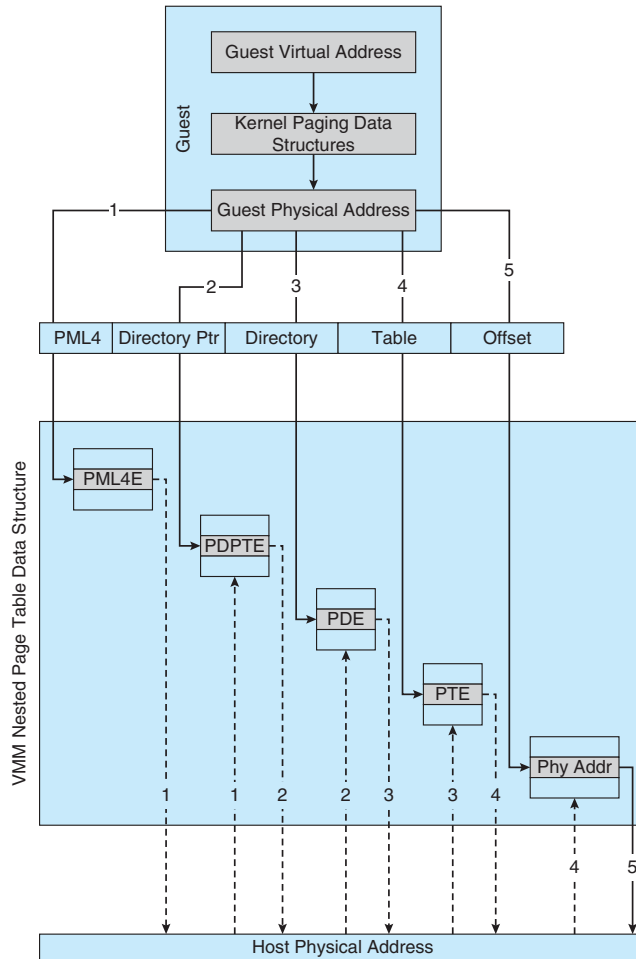 Guest Virtual Address
Kernel Paging Data
Structures
Guest
Guest Physical Address
1
2
3
4
5
PML4
Directory Ptr
Directory
Table
Offset
VMM Nested Page Table Data Structure
PML4E
PDPTE
PDE
PTE
Phy Addr
1
1
2
2
3
3
4
4
5
Host Physical Address